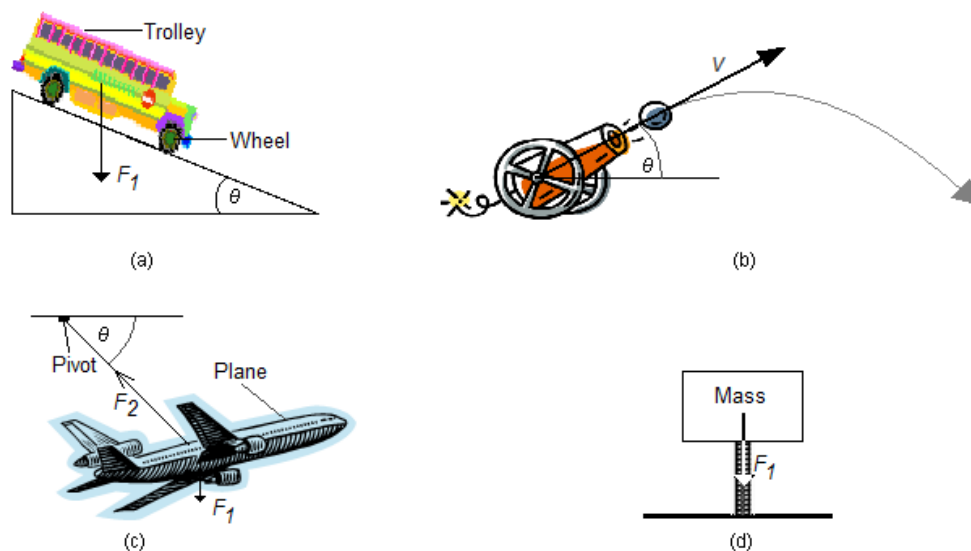 Trolley
Wheel
F1
θ
(a)
v
θ
(b)
θ
Pivot
Plane
F2
F1
(c)
Mass
F1
(d)